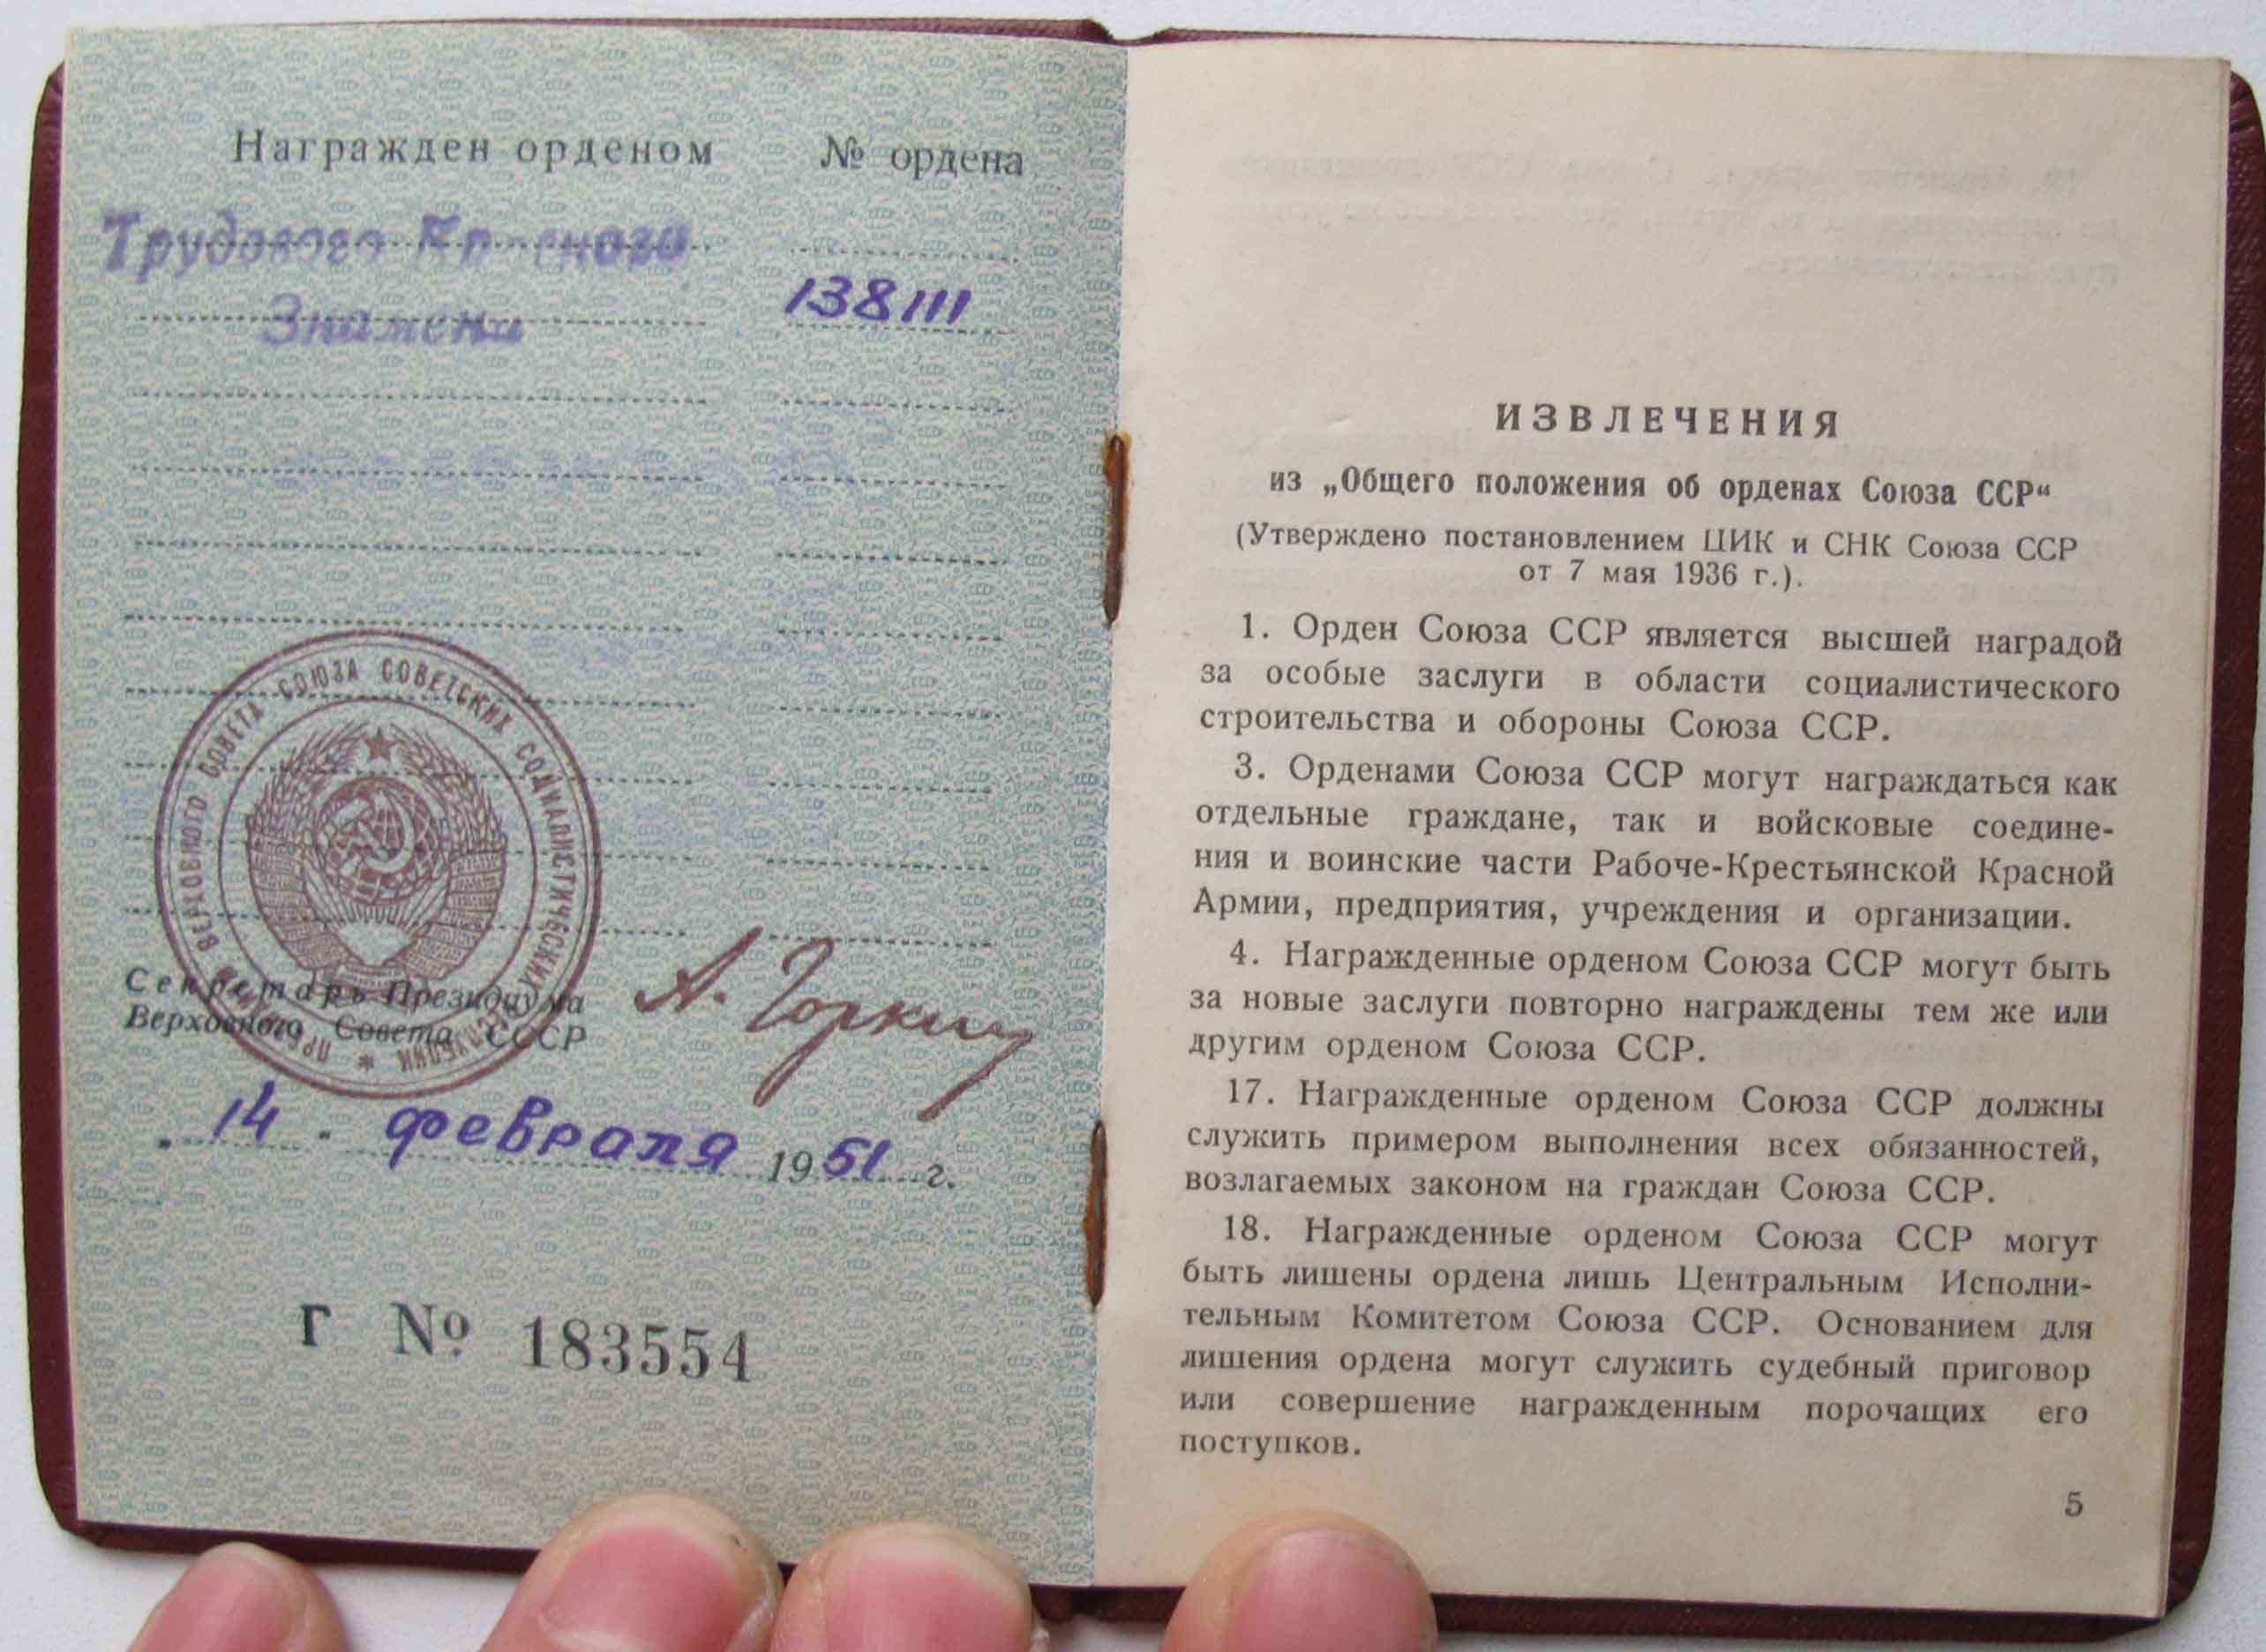 Награжден орденом № ордена
Трудового Красного
Знамени 138111
СОЮЗА СОВЕТСКИХ СОЦИАЛИСТИЧЕСКИХ
ВЕРХОВНОГО СОВЕТА
Секретарь Президиума
Верховного Совета СССР
А. Горкин
14 февраля 1951 г.
Г № 183554
ИЗВЛЕЧЕНИЯ
из „Общего положения об орденах Союза ССР“
(Утверждено постановлением ЦИК и СНК Союза ССР
от 7 мая 1936 г.).
1. Орден Союза ССР является высшей наградой
за особые заслуги в области социалистического
строительства и обороны Союза ССР.
3. Орденами Союза ССР могут награждаться как
отдельные граждане, так и войсковые соедине-
ния и воинские части Рабоче-Крестьянской Красной
Армии, предприятия, учреждения и организации.
4. Награжденные орденом Союза ССР могут быть
за новые заслуги повторно награждены тем же или
другим орденом Союза ССР.
17. Награжденные орденом Союза ССР должны
служить примером выполнения всех обязанностей,
возлагаемых законом на граждан Союза ССР.
18. Награжденные орденом Союза ССР могут
быть лишены ордена лишь Центральным Исполни-
тельным Комитетом Союза ССР. Основанием для
лишения ордена могут служить судебный приговор
или совершение награжденным порочащих его
поступков.
5